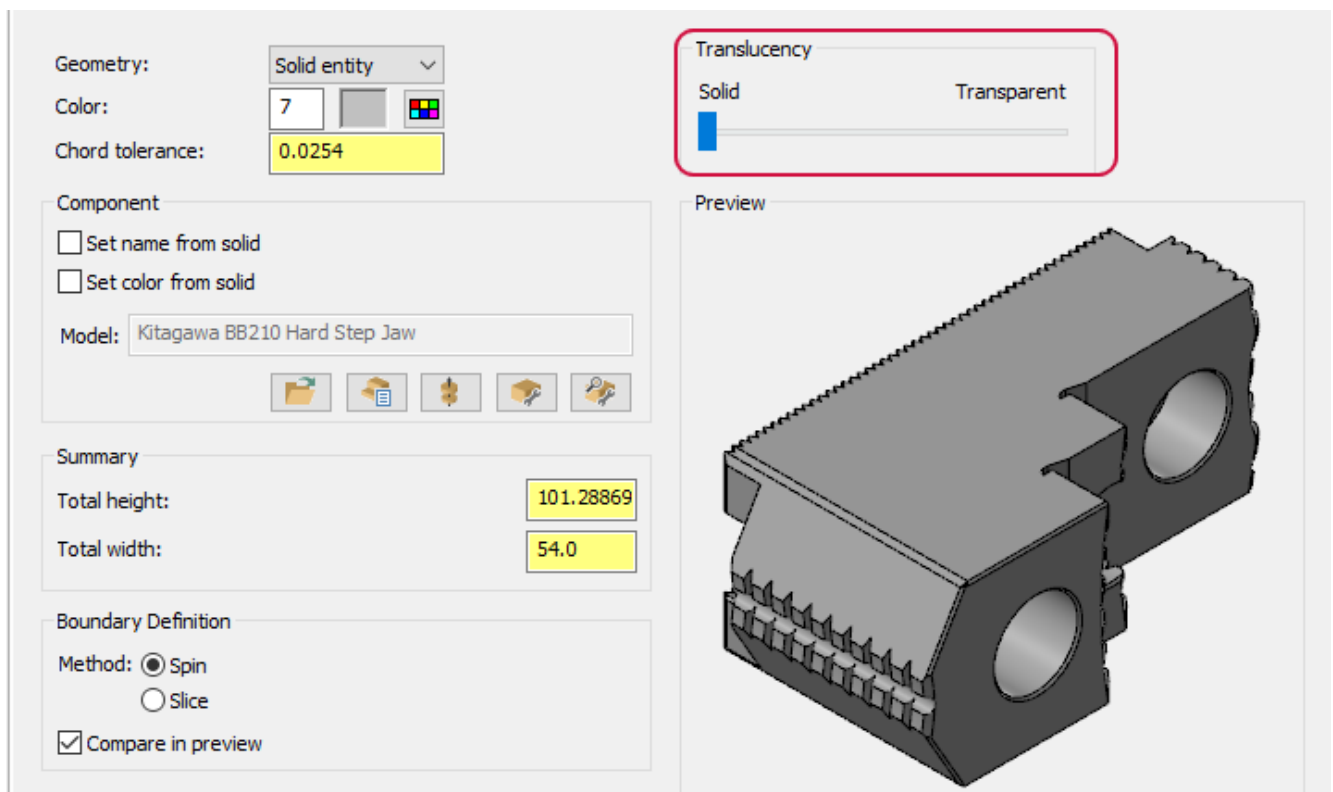 Geometry: Solid entity
Color: 7
Chord tolerance: 0.0254
Translucency
Solid Transparent
Component
Set name from solid
Set color from solid
Model: Kitagawa BB210 Hard Step Jaw
Summary
Total height: 101.28869
Total width: 54.0
Boundary Definition
Method: Spin
Slice
Compare in preview
Preview